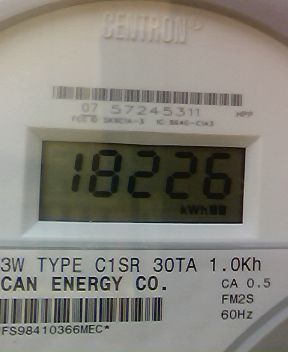 CENTRON
07 57245311
18226
kWh
3W TYPE C1SR 30TA 1.0Kh
CAN ENERGY CO.
CA 0.5
FM2S
60Hz
*FS98410366MEC*